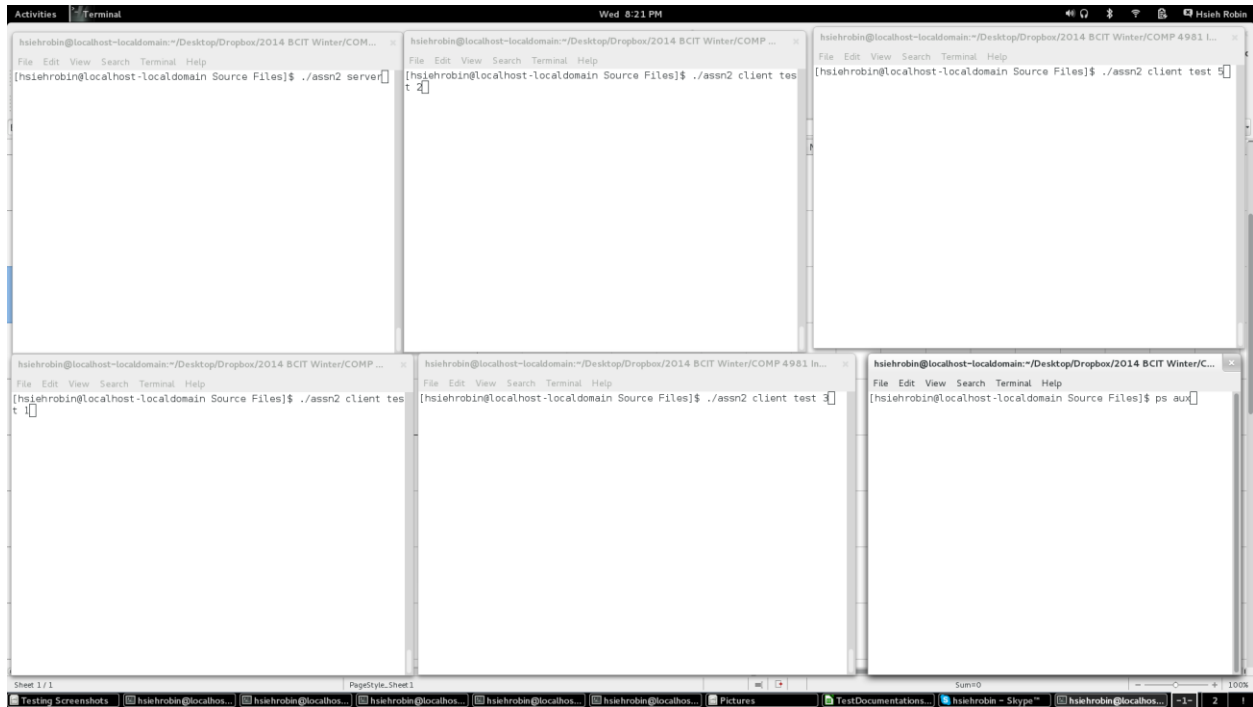 Activities Terminal Wed 8:21 PM Hsieh Robin
hsiehrobin@localhost-localdomain:~/Desktop/Dropbox/2014 BCIT Winter/COM... ×
File Edit View Search Terminal Help
[hsiehrobin@localhost-localdomain Source Files]$ ./assn2 server
hsiehrobin@localhost-localdomain:~/Desktop/Dropbox/2014 BCIT Winter/COMP ... ×
File Edit View Search Terminal Help
[hsiehrobin@localhost-localdomain Source Files]$ ./assn2 client tes
t 2
hsiehrobin@localhost-localdomain:~/Desktop/Dropbox/2014 BCIT Winter/COMP 4981 I... ×
File Edit View Search Terminal Help
[hsiehrobin@localhost-localdomain Source Files]$ ./assn2 client test 5
hsiehrobin@localhost-localdomain:~/Desktop/Dropbox/2014 BCIT Winter/COMP ... ×
File Edit View Search Terminal Help
[hsiehrobin@localhost-localdomain Source Files]$ ./assn2 client tes
t 1
hsiehrobin@localhost-localdomain:~/Desktop/Dropbox/2014 BCIT Winter/COMP 4981 In... ×
File Edit View Search Terminal Help
[hsiehrobin@localhost-localdomain Source Files]$ ./assn2 client test 3
hsiehrobin@localhost-localdomain:~/Desktop/Dropbox/2014 BCIT Winter/C... ×
File Edit View Search Terminal Help
[hsiehrobin@localhost-localdomain Source Files]$ ps aux
Sheet 1 / 1 PageStyle_Sheet1 Sum=0 100%
Testing Screenshots hsiehrobin@localhos... hsiehrobin@localhos... hsiehrobin@localhos... hsiehrobin@localhos... hsiehrobin@localhos... Pictures TestDocumentations... hsiehrobin - Skype™ hsiehrobin@localhos... -1- 2 !